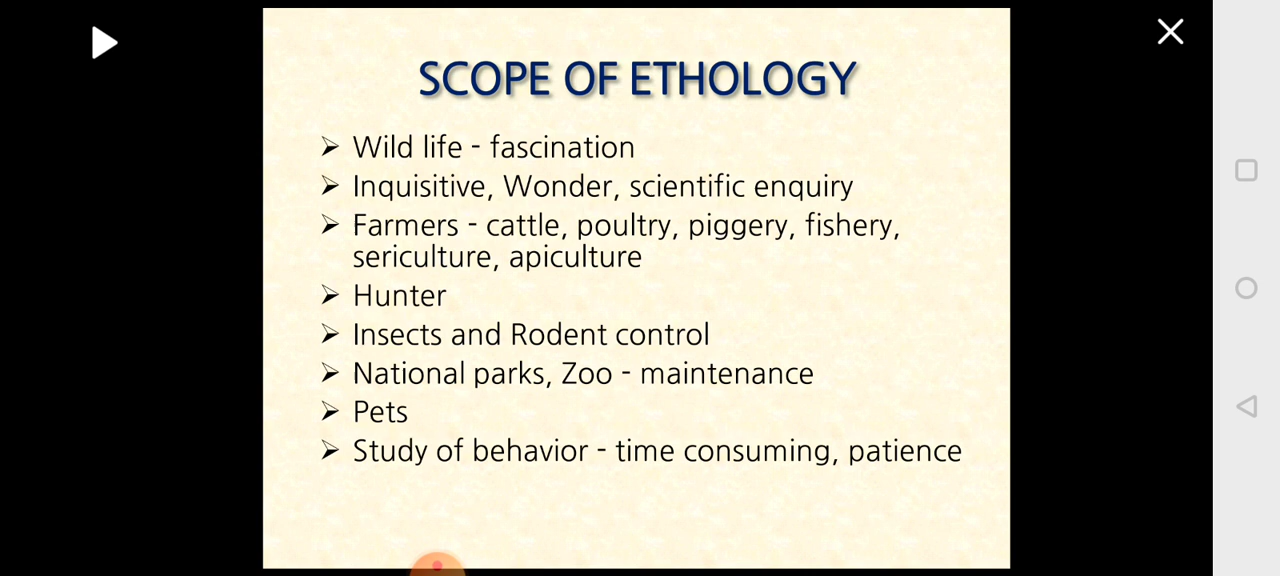 SCOPE OF ETHOLOGY
➢ Wild life - fascination
➢ Inquisitive, Wonder, scientific enquiry
➢ Farmers - cattle, poultry, piggery, fishery,
sericulture, apiculture
➢ Hunter
➢ Insects and Rodent control
➢ National parks, Zoo - maintenance
➢ Pets
➢ Study of behavior - time consuming, patience